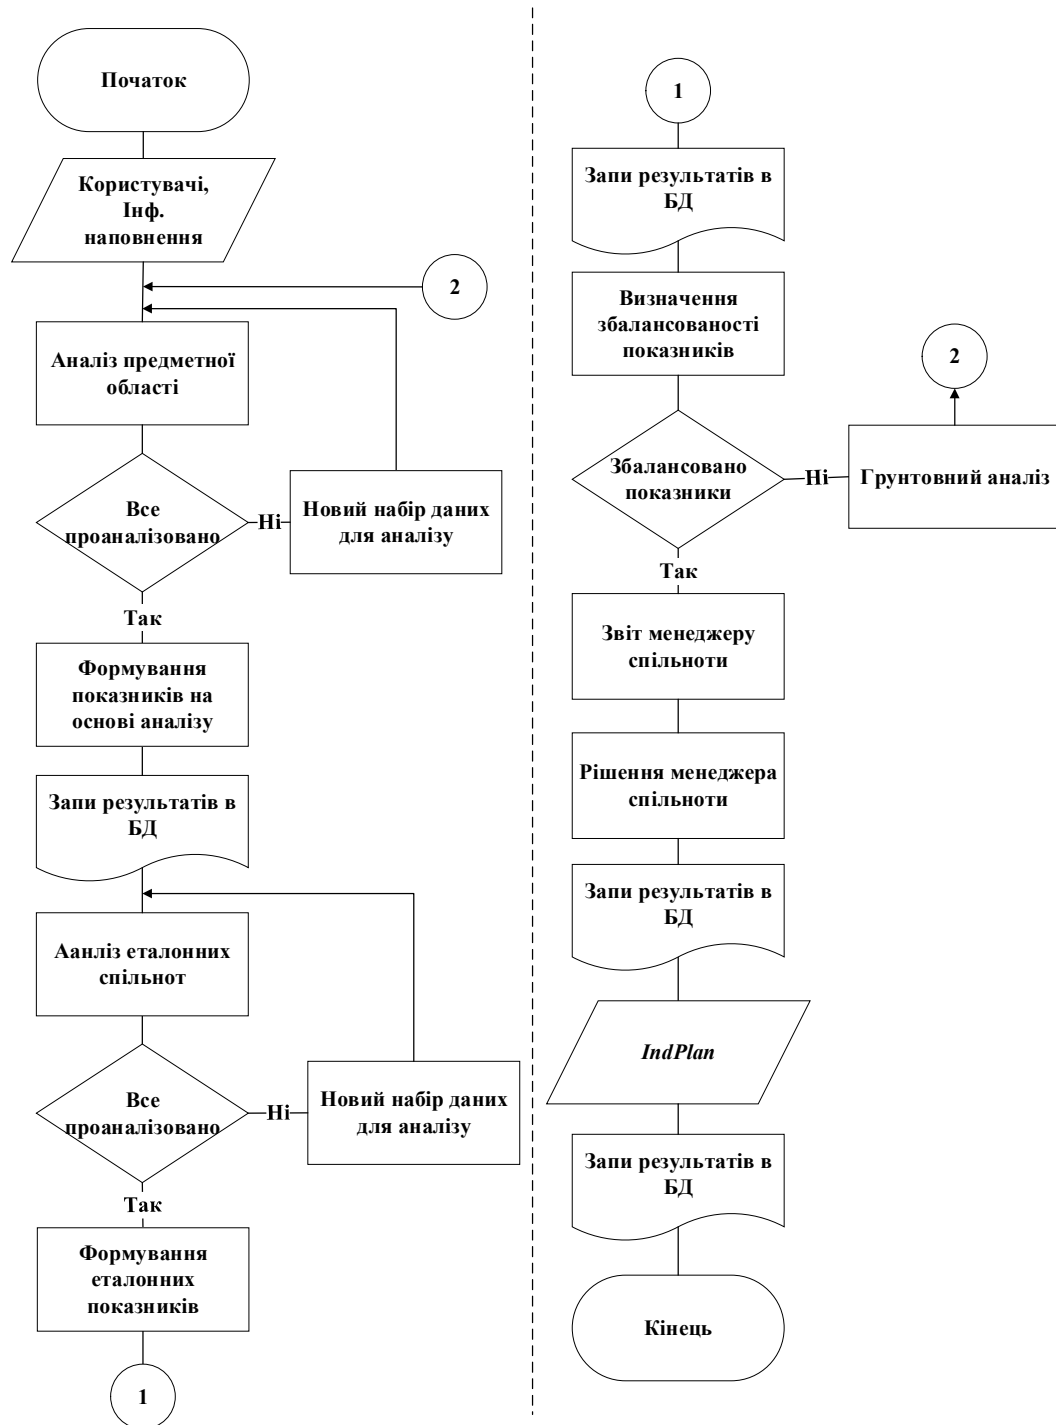 Початок
Користувачі,
Інф.
наповнення
2
Аналіз предметної
області
Все
проаналізовано
Ні
Новий набір даних
для аналізу
Так
Формування
показників на
основі аналізу
Запи результатів в
БД
Аанліз еталонних
спільнот
Все
проаналізовано
Ні
Новий набір даних
для аналізу
Так
Формування
еталонних
показників
1
1
Запи результатів в
БД
Визначення
збалансованості
показників
2
Збалансовано
показники
Ні
Грунтовний аналіз
Так
Звіт менеджеру
спільноти
Рішення менеджера
спільноти
Запи результатів в
БД
IndPlan
Запи результатів в
БД
Кінець